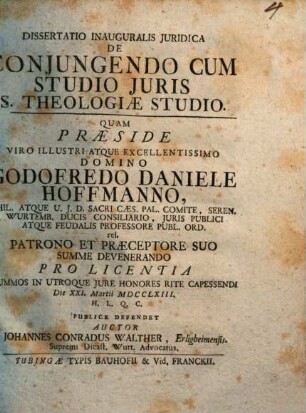 4
DISSERTATIO INAUGURALIS JURIDICA
DE
CONJUNGENDO CUM
STUDIO JURIS
S. THEOLOGIÆ STUDIO.
QUAM
PRÆSIDE
VIRO ILLUSTRI ATQUE EXCELLENTISSIMO
DOMINO
GODOFREDO DANIELE
HOFFMANNO,
PHIL. ATQUE U. J. D. SACRI CÆS. PAL. COMITE, SEREN.
WURTEMB. DUCIS CONSILIARIO, JURIS PUBLICI
ATQUE FEUDALIS PROFESSORE PUBL. ORD.
rel.
PATRONO ET PRÆCEPTORE SUO
SUMME DEVENERANDO
PRO LICENTIA
SUMMOS IN UTROQUE JURE HONORES RITE CAPESSENDI
Die XXI. Martii MDCCLXIII.
H. L. Q. C.
PUBLICE DEFENDET
AUCTOR
JOHANNES CONRADUS WALTHER, Erligheimensis.
Supremi Dicast. Wurt. Advocatus.
TUBINGÆ TYPIS BAUHOFII & Vid. FRANCKII.